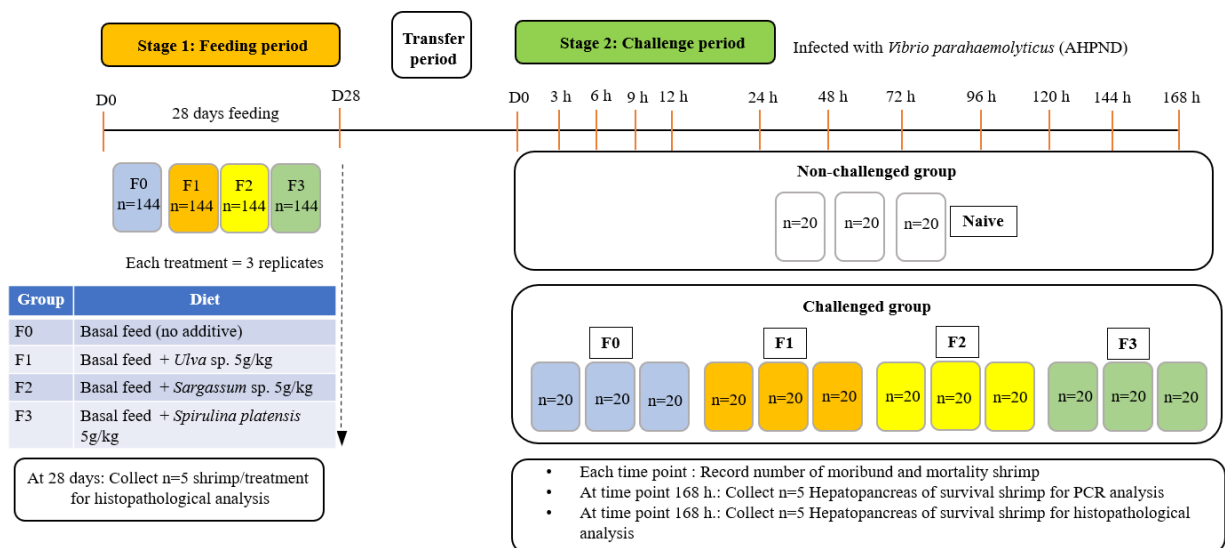 Stage 1: Feeding period
Transfer
period
Stage 2: Challenge period
Infected with Vibrio parahaemolyticus (AHPND)
D0
28 days feeding
D28
D0
3 h
6 h
9 h
12 h
24 h
48 h
72 h
96 h
120 h
144 h
168 h
F0
n=144
F1
n=144
F2
n=144
F3
n=144
Each treatment = 3 replicates
Group
Diet
F0
Basal feed (no additive)
F1
Basal feed + Ulva sp. 5g/kg
F2
Basal feed + Sargassum sp. 5g/kg
F3
Basal feed + Spirulina platensis
5g/kg
At 28 days: Collect n=5 shrimp/treatment
for histopathological analysis
Non-challenged group
n=20
n=20
n=20
Naive
Challenged group
F0
F1
F2
F3
n=20
n=20
n=20
n=20
n=20
n=20
n=20
n=20
n=20
n=20
n=20
n=20
• Each time point : Record number of moribund and mortality shrimp
• At time point 168 h.: Collect n=5 Hepatopancreas of survival shrimp for PCR analysis
• At time point 168 h.: Collect n=5 Hepatopancreas of survival shrimp for histopathological
analysis